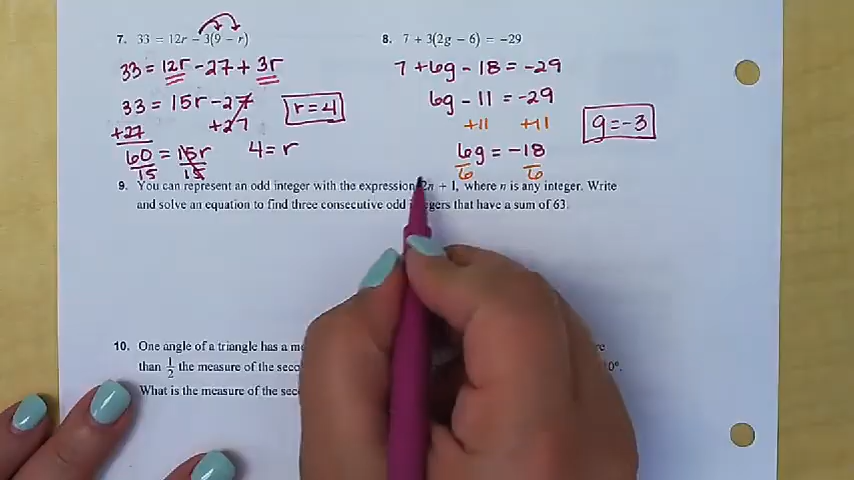 7. 33 = 12r − 3(9 − r)
33 = 12r - 27 + 3r
33 = 15r - 27
+27 +27
60 = 15r
15 15
4 = r
r = 4
8. 7 + 3(2g − 6) = −29
7 + 6g - 18 = -29
6g - 11 = -29
+11 +11
6g = -18
6 6
g = -3
9. You can represent an odd integer with the expression 2n + 1, where n is any integer. Write
and solve an equation to find three consecutive odd integers that have a sum of 63.
10. One angle of a triangle has a
than 1/2 the measure of the
What is the measure of the